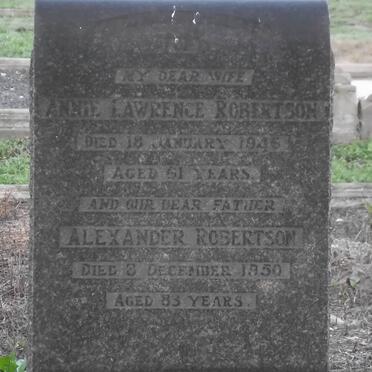 MY DEAR WIFE
ANNIE LAWRENCE ROBERTSON
DIED 18 JANUARY 1946
AGED 61 YEARS.
AND OUR DEAR FATHER
ALEXANDER ROBERTSON
DIED 8 DECEMBER 1950
AGED 83 YEARS.